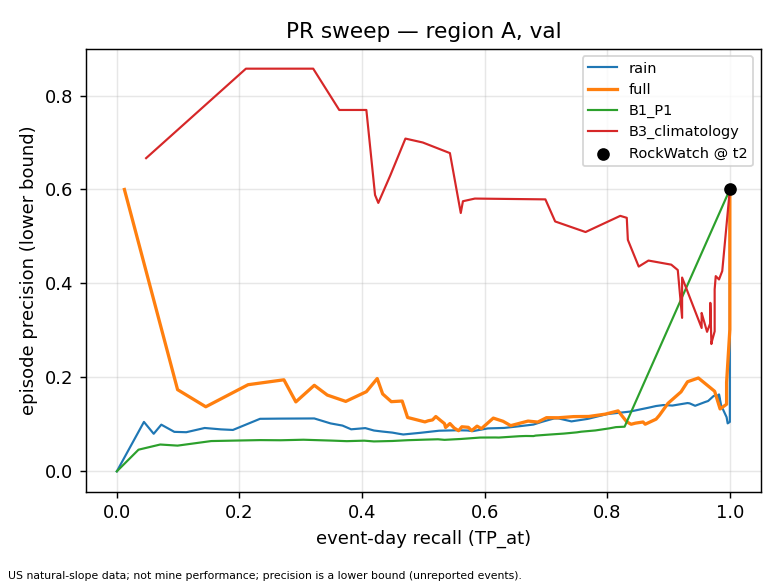 PR sweep — region A, val
rain
full
B1_P1
B3_climatology
RockWatch @ t2
episode precision (lower bound)
0.8
0.6
0.4
0.2
0.0
0.0 0.2 0.4 0.6 0.8 1.0
event-day recall (TP_at)
US natural-slope data; not mine performance; precision is a lower bound (unreported events).